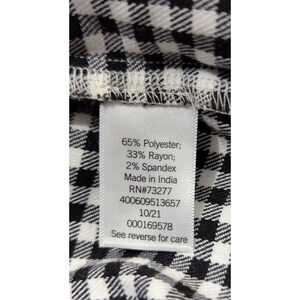 65% Polyester;
33% Rayon;
2% Spandex
Made in India
RN#73277
400609513657
10/21
000169578
See reverse for care